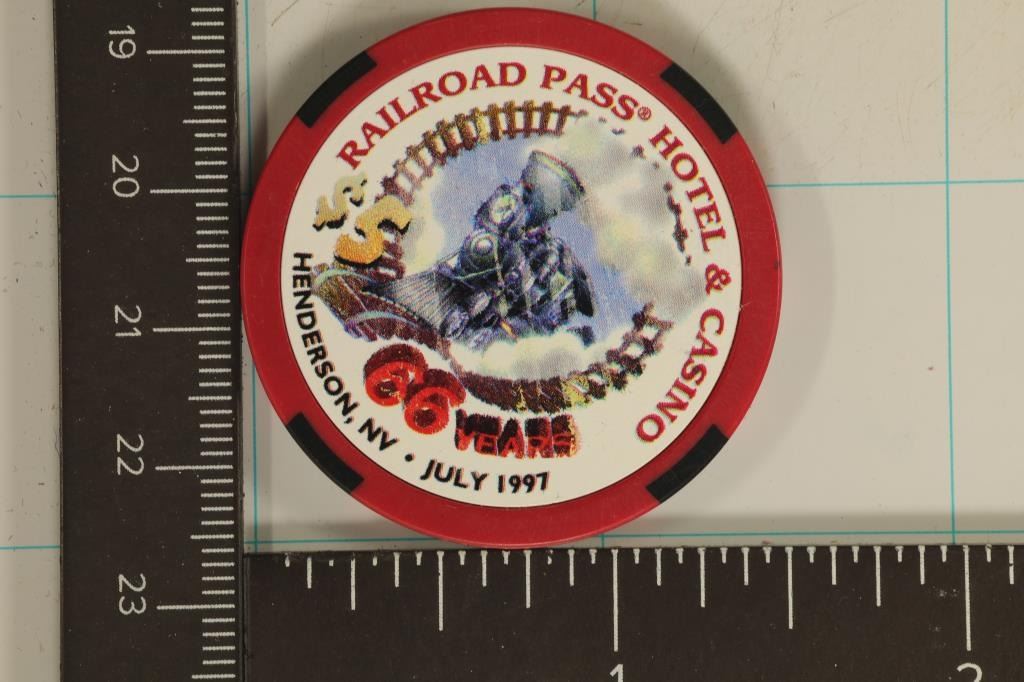 RAILROAD PASS® HOTEL & CASINO
$5
66 YEARS
HENDERSON, NV • JULY 1997
19
20
21
22
23
1
2